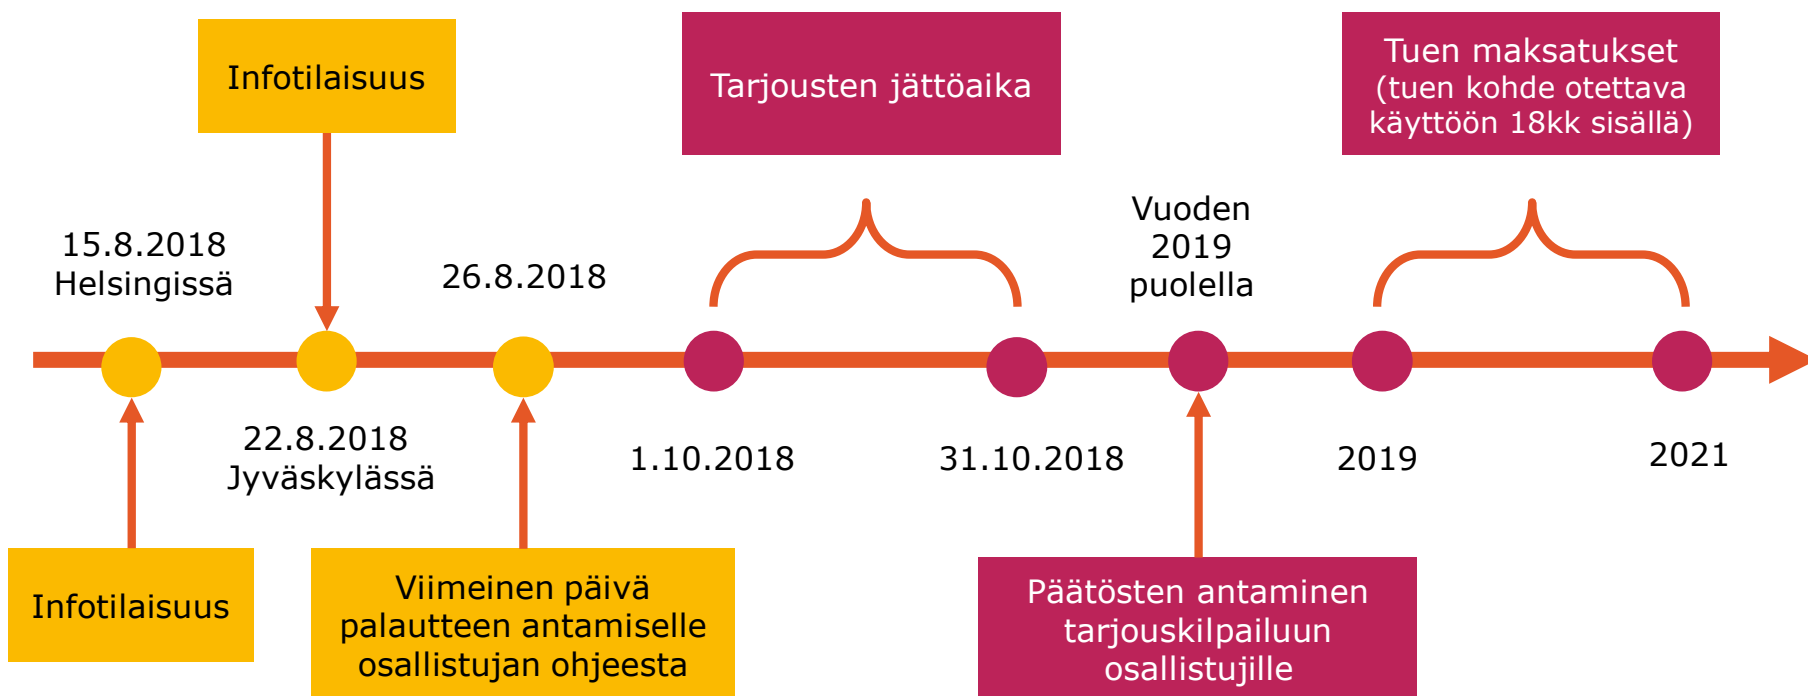 Infotilaisuus
Tarjousten jättöaika
Tuen maksatukset
(tuen kohde otettava
käyttöön 18kk sisällä)
15.8.2018
Helsingissä
26.8.2018
Vuoden
2019
puolella
22.8.2018
Jyväskylässä
1.10.2018
31.10.2018
2019
2021
Infotilaisuus
Viimeinen päivä
palautteen antamiselle
osallistujan ohjeesta
Päätösten antaminen
tarjouskilpailuun
osallistujille